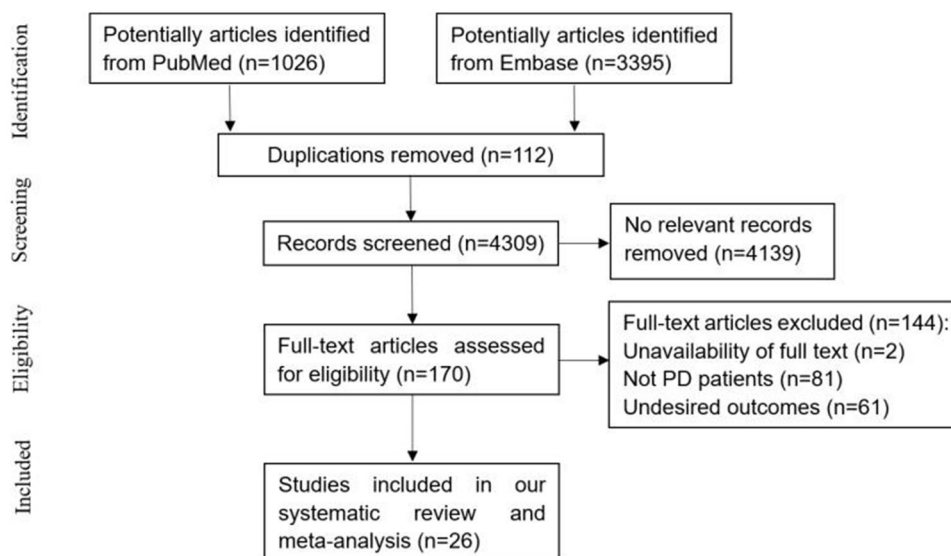 Identification
Potentially articles identified
from PubMed (n=1026)
Potentially articles identified
from Embase (n=3395)
Duplications removed (n=112)
Screening
Records screened (n=4309)
No relevant records
removed (n=4139)
Eligibility
Full-text articles assessed
for eligibility (n=170)
Full-text articles excluded (n=144):
Unavailability of full text (n=2)
Not PD patients (n=81)
Undesired outcomes (n=61)
Included
Studies included in our
systematic review and
meta-analysis (n=26)